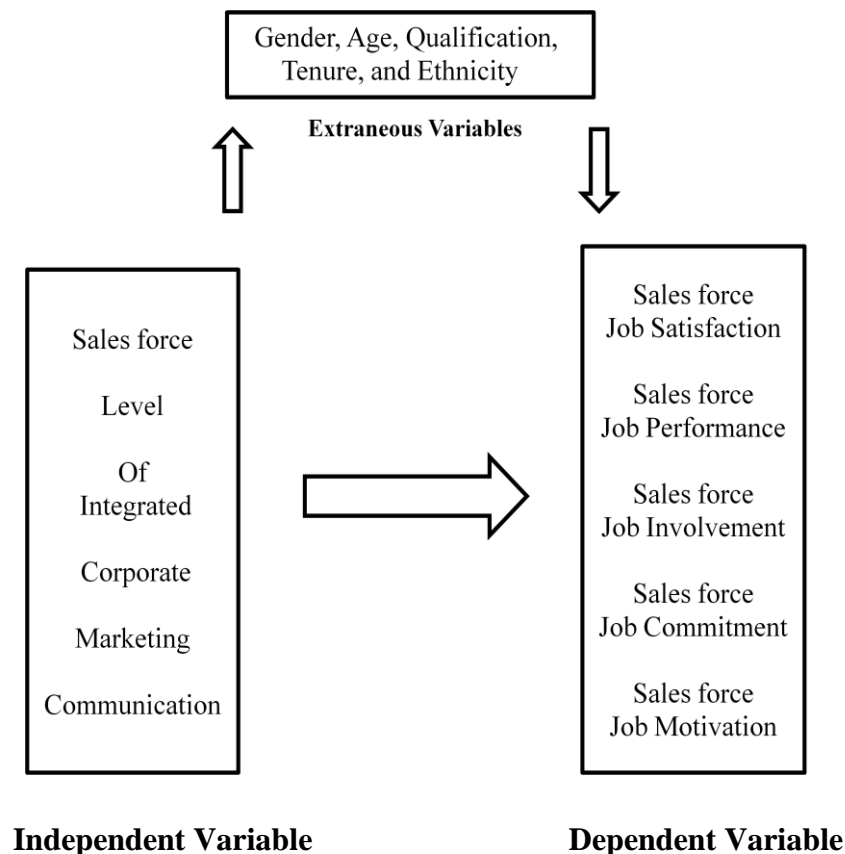 Gender, Age, Qualification,
Tenure, and Ethnicity
Extraneous Variables
Sales force
Level
Of
Integrated
Corporate
Marketing
Communication
Sales force
Job Satisfaction
Sales force
Job Performance
Sales force
Job Involvement
Sales force
Job Commitment
Sales force
Job Motivation
Independent Variable
Dependent Variable